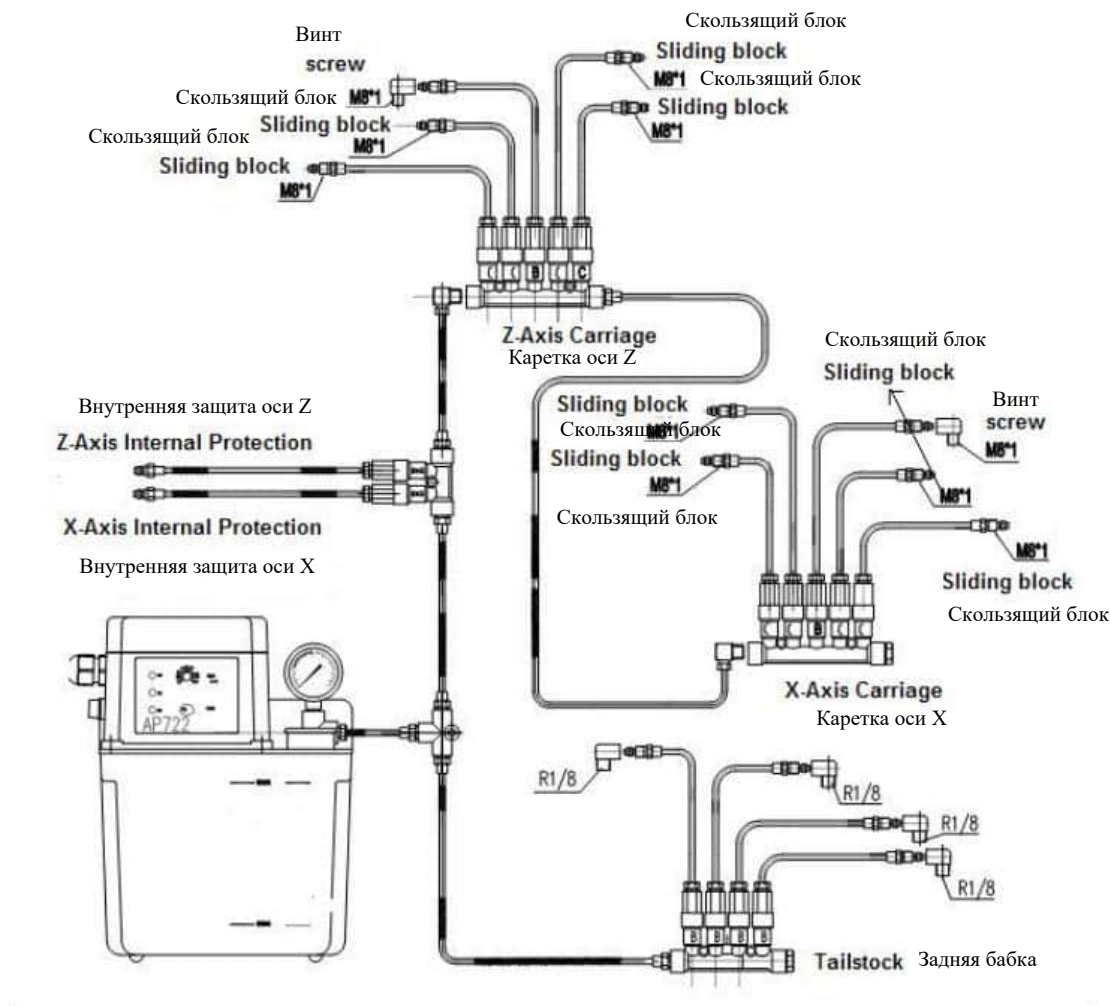 Скользящий блок
Sliding block
M8*1
Винт
screw
M8*1
Скользящий блок
Скользящий блок
Sliding block
M8*1
Sliding block
M8*1
Скользящий блок
Sliding block
M8*1
B
C
Z-Axis Carriage
Каретка оси Z
Внутренняя защита оси Z
Z-Axis Internal Protection
X-Axis Internal Protection
Внутренняя защита оси X
Скользящий блок
Sliding block
Sliding block
Скользящий блок
Sliding block
M8*1
Скользящий блок
Винт
screw
M8*1
M8*1
M8*1
Sliding block
Скользящий блок
B
X-Axis Carriage
Каретка оси X
AP722
R1/8
R1/8
R1/8
R1/8
B
B
B
B
Tailstock Задняя бабка